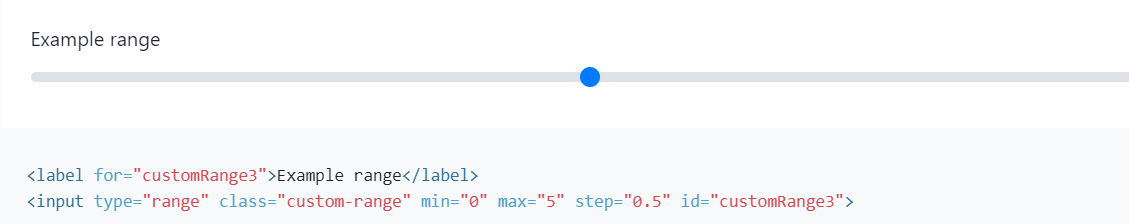 Example range
<label for="customRange3">Example range</label>
<input type="range" class="custom-range" min="0" max="5" step="0.5" id="customRange3">